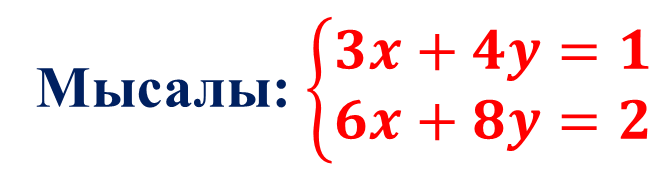 Мысалы: {3x + 4y = 1
6x + 8y = 2